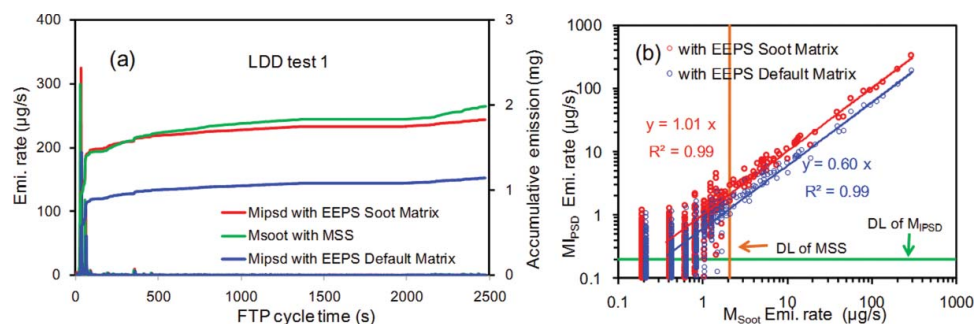 (a)
LDD test 1
Emi. rate (µg/s)
400
300
200
100
0
Mipsd with EEPS Soot Matrix
Msoot with MSS
Mipsd with EEPS Default Matrix
3
2
1
0
Accumulative emission (mg)
0 500 1000 1500 2000 2500
FTP cycle time (s)
(b)
with EEPS Soot Matrix
with EEPS Default Matrix
MI_PSD Emi. rate (µg/s)
1000
100
10
1
0.1
y = 1.01 x
R² = 0.99
y = 0.60 x
R² = 0.99
DL of MSS
DL of M_IPSD
0.1 1 10 100 1000
M_Soot Emi. rate (µg/s)